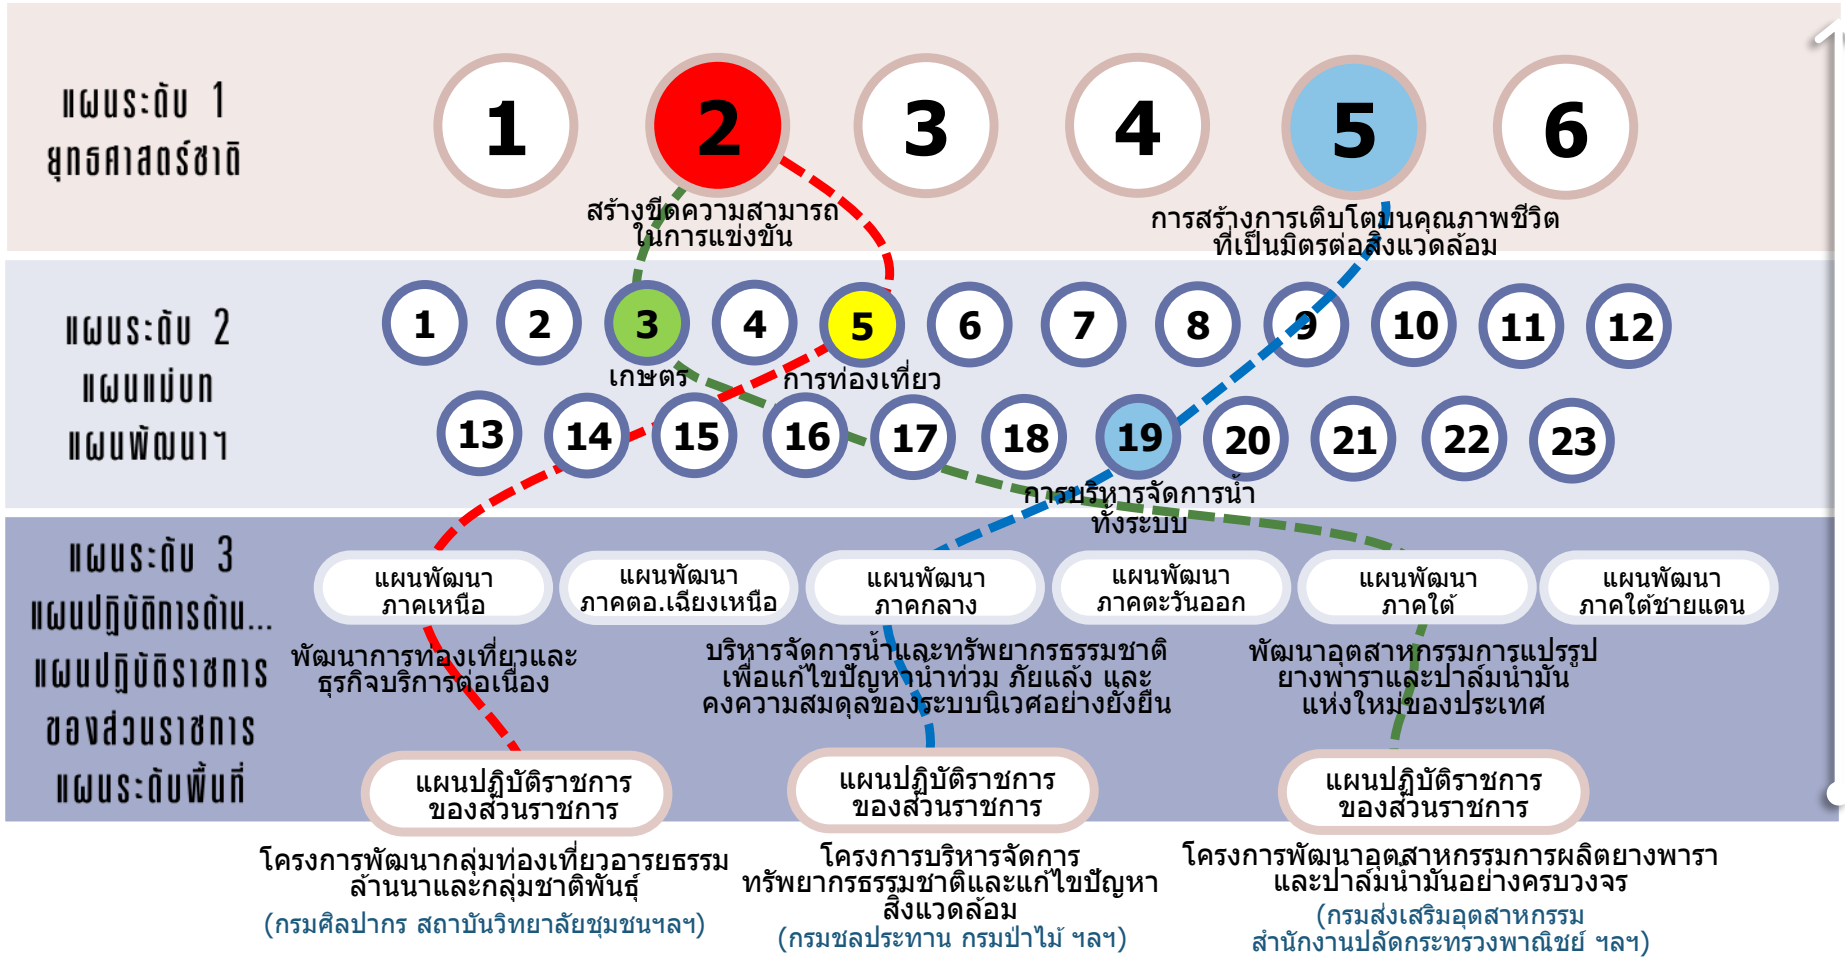 แผนระดับ 1
ยุทธศาสตร์ชาติ
1 2 3 4 5 6
สร้างขีดความสามารถ
ในการแข่งขัน
การสร้างการเติบโตบนคุณภาพชีวิต
ที่เป็นมิตรต่อสิ่งแวดล้อม
แผนระดับ 2
แผนแม่บท
แผนพัฒนาฯ
1 2 3 4 5 6 7 8 9 10 11 12
เกษตร
การท่องเที่ยว
13 14 15 16 17 18 19 20 21 22 23
การบริหารจัดการน้ำ
ทั้งระบบ
แผนระดับ 3
แผนปฏิบัติการด้าน...
แผนปฏิบัติราชการ
ของส่วนราชการ
แผนระดับพื้นที่
แผนพัฒนา
ภาคเหนือ
แผนพัฒนา
ภาคตอ.เฉียงเหนือ
แผนพัฒนา
ภาคกลาง
แผนพัฒนา
ภาคตะวันออก
แผนพัฒนา
ภาคใต้
แผนพัฒนา
ภาคใต้ชายแดน
พัฒนาการท่องเที่ยวและ
ธุรกิจบริการต่อเนื่อง
บริหารจัดการน้ำและทรัพยากรธรรมชาติ
เพื่อแก้ไขปัญหาน้ำท่วม ภัยแล้ง และ
คงความสมดุลของระบบนิเวศอย่างยั่งยืน
พัฒนาอุตสาหกรรมการแปรรูป
ยางพาราและปาล์มน้ำมัน
แห่งใหม่ของประเทศ
แผนปฏิบัติราชการ
ของส่วนราชการ
แผนปฏิบัติราชการ
ของส่วนราชการ
แผนปฏิบัติราชการ
ของส่วนราชการ
โครงการพัฒนากลุ่มท่องเที่ยวอารยธรรม
ล้านนาและกลุ่มชาติพันธุ์
(กรมศิลปากร สถาบันวิทยาลัยชุมชนฯลฯ)
โครงการบริหารจัดการ
ทรัพยากรธรรมชาติและแก้ไขปัญหา
สิ่งแวดล้อม
(กรมชลประทาน กรมป่าไม้ ฯลฯ)
โครงการพัฒนาอุตสาหกรรมการผลิตยางพารา
และปาล์มน้ำมันอย่างครบวงจร
(กรมส่งเสริมอุตสาหกรรม
สำนักงานปลัดกระทรวงพาณิชย์ ฯลฯ)